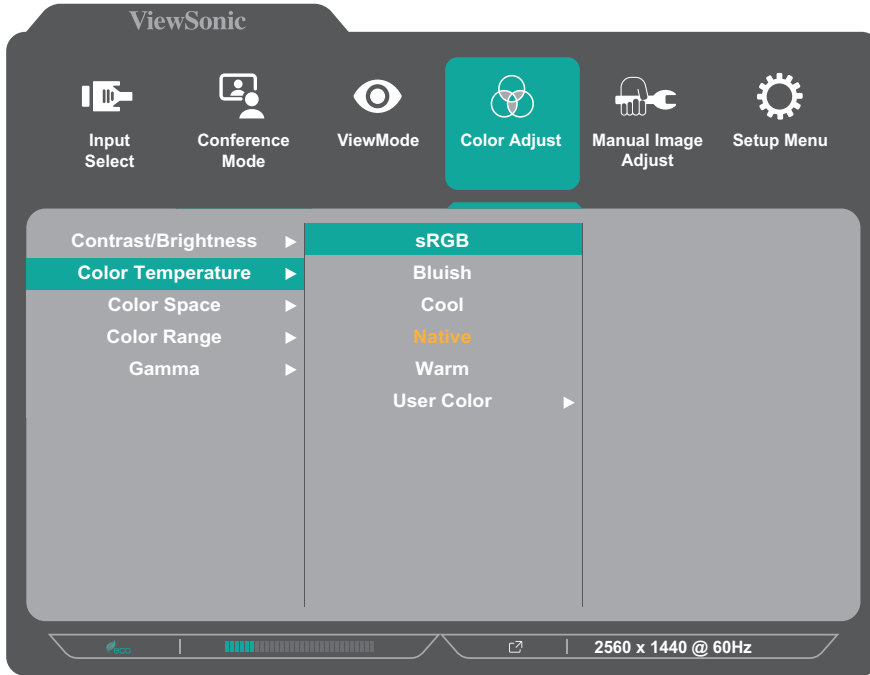 ViewSonic
Input Select
Conference Mode
ViewMode
Color Adjust
Manual Image Adjust
Setup Menu
Contrast/Brightness
Color Temperature
Color Space
Color Range
Gamma
sRGB
Bluish
Cool
Native
Warm
User Color
ECO
2560 x 1440 @ 60Hz